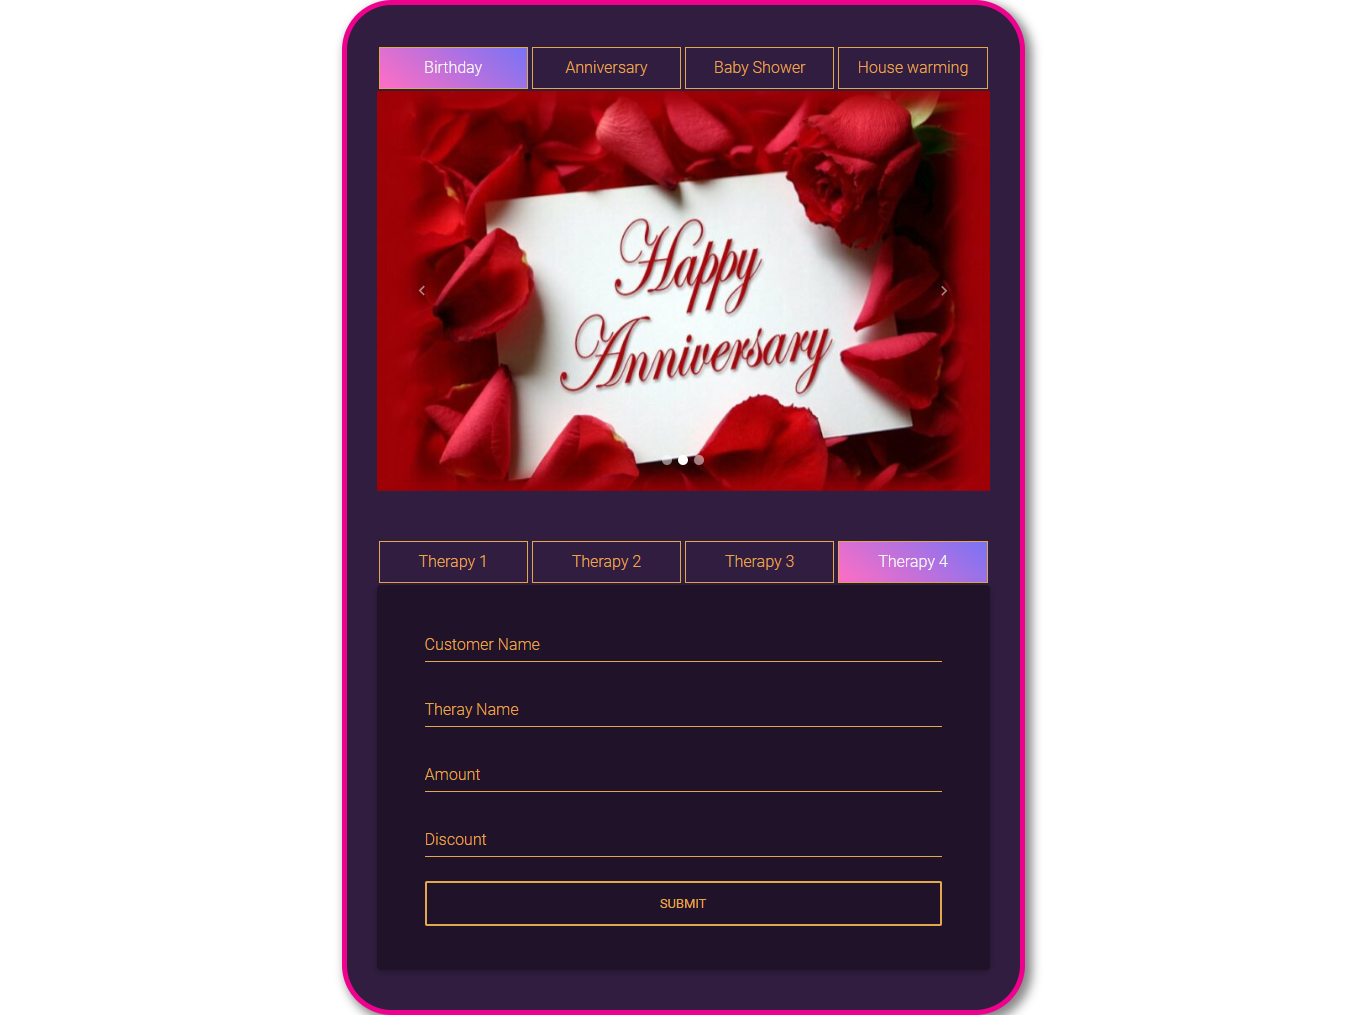 Birthday Anniversary Baby Shower House warming
Happy
Anniversary
Therapy 1 Therapy 2 Therapy 3 Therapy 4
Customer Name
Theray Name
Amount
Discount
SUBMIT